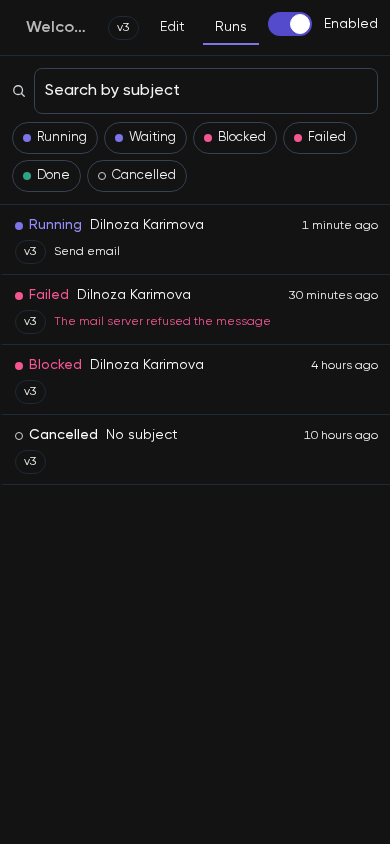 Welco... v3 Edit Runs Enabled
Search by subject
Running Waiting Blocked Failed
Done Cancelled
Running Dilnoza Karimova 1 minute ago
v3 Send email
Failed Dilnoza Karimova 30 minutes ago
v3 The mail server refused the message
Blocked Dilnoza Karimova 4 hours ago
v3
Cancelled No subject 10 hours ago
v3